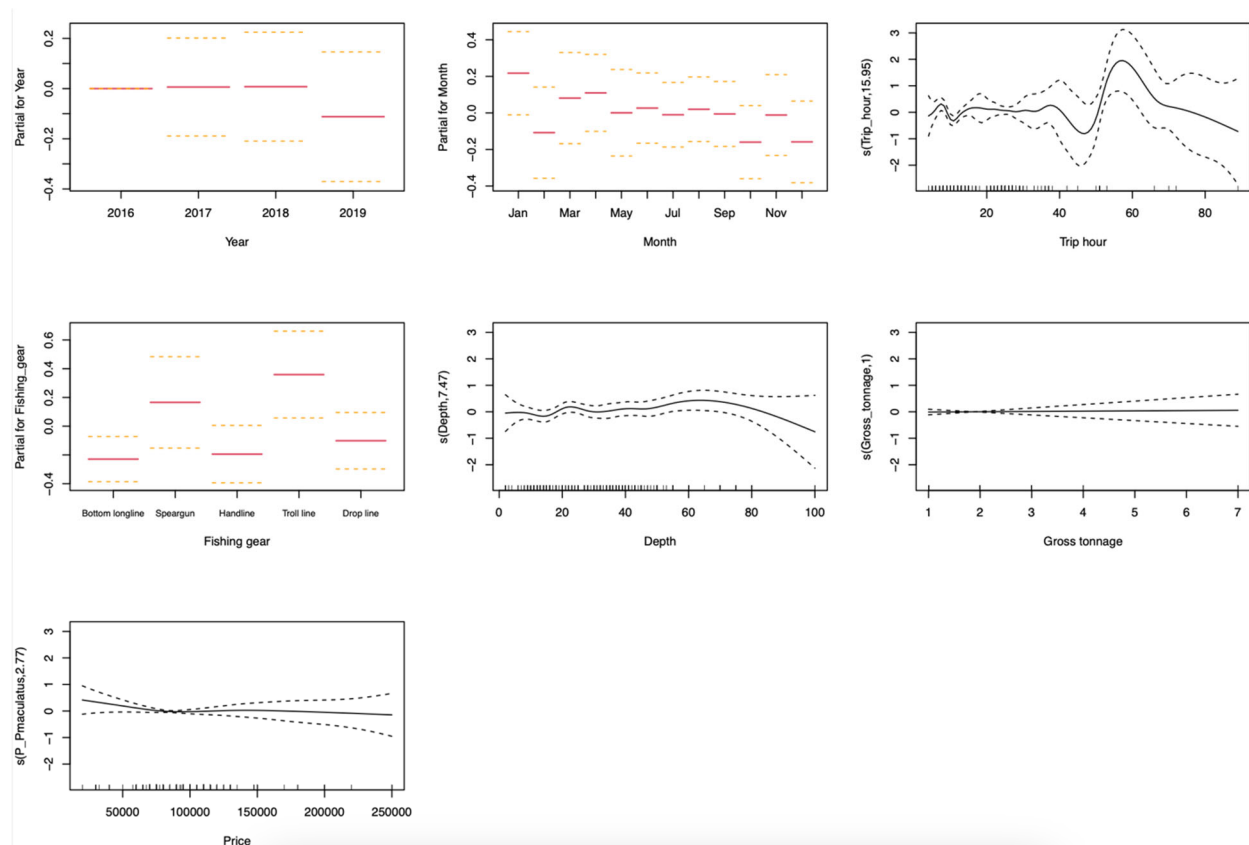 Partial for Year
0.2
0.0
-0.2
-0.4
2016 2017 2018 2019
Year
Partial for Month
0.4
0.2
0.0
-0.2
-0.4
Jan Mar May Jul Sep Nov
Month
s(Trip_hour,15.95)
3
2
1
0
-1
-2
20 40 60 80
Trip hour
Partial for Fishing_gear
0.6
0.4
0.2
0.0
-0.4
Bottom longline Speargun Handline Troll line Drop line
Fishing gear
s(Depth,7.47)
3
2
1
0
-1
-2
0 20 40 60 80 100
Depth
s(Gross_tonnage,1)
3
2
1
0
-1
-2
1 2 3 4 5 6 7
Gross tonnage
s(P_Pmaculatus,2.77)
3
2
1
0
-1
-2
50000 100000 150000 200000 250000
Price